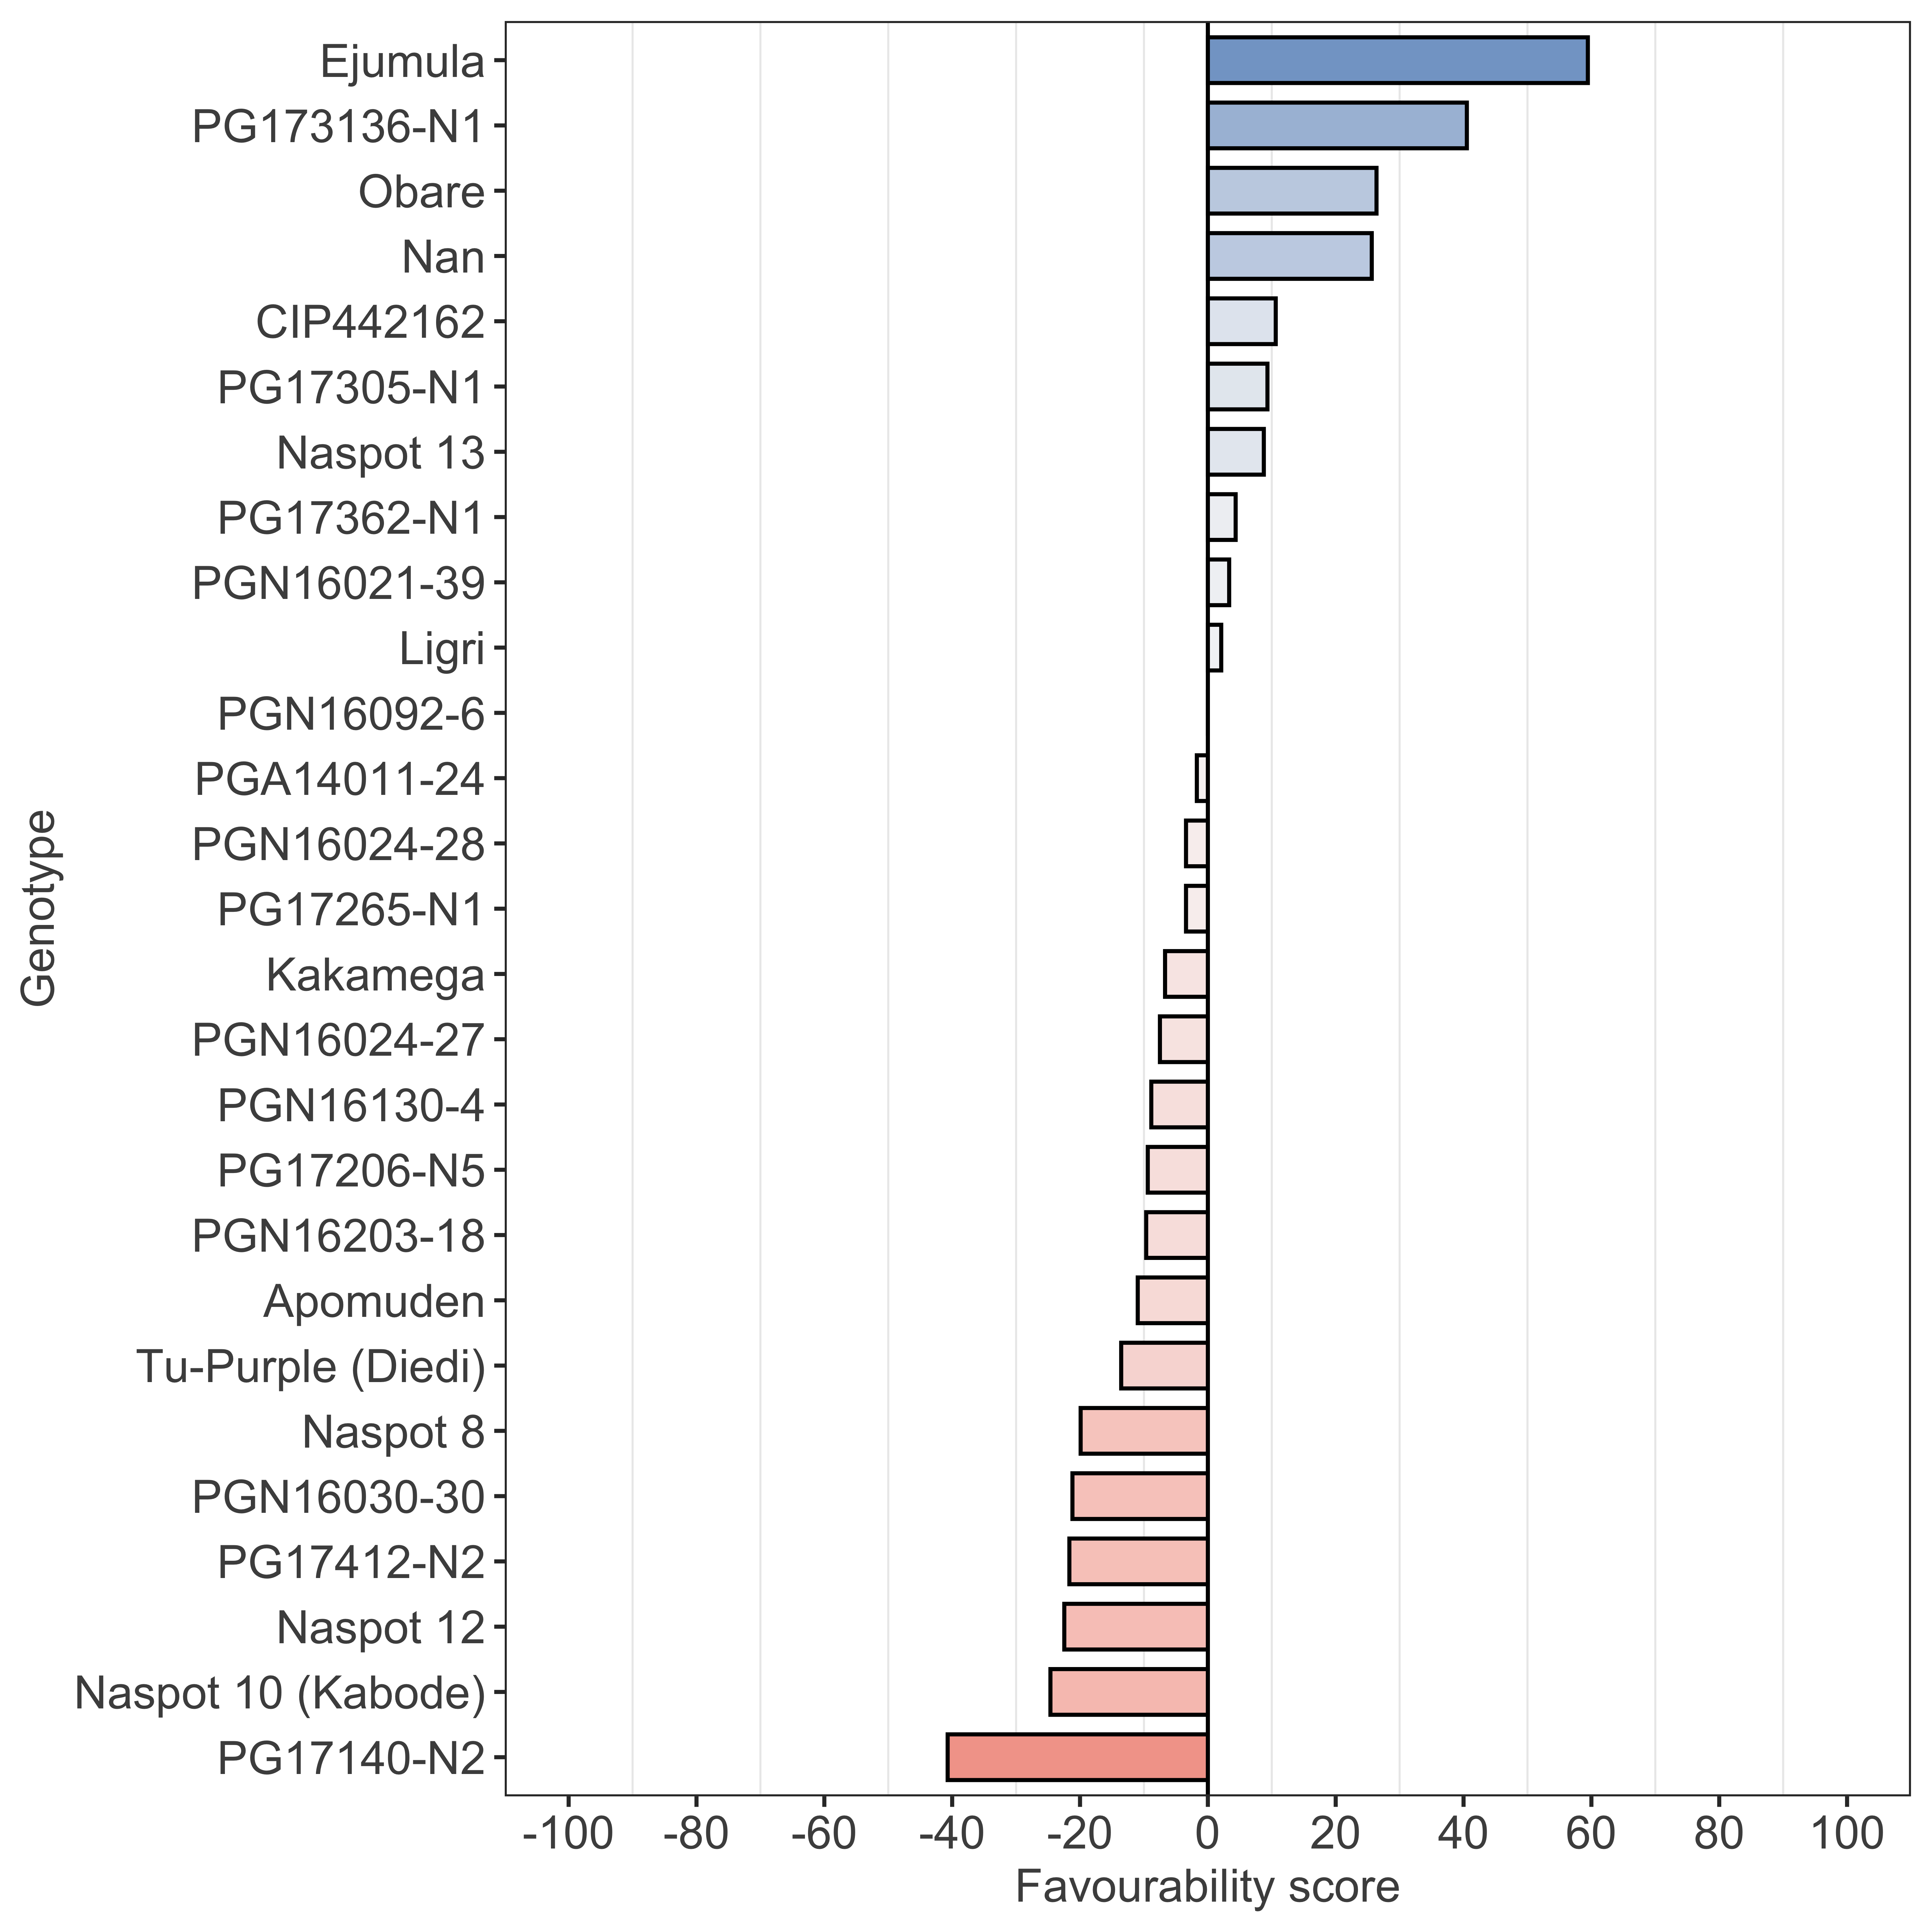 Ejumula
PG173136-N1
Obare
Nan
CIP442162
PG17305-N1
Naspot 13
PG17362-N1
PGN16021-39
Ligri
PGN16092-6
PGA14011-24
PGN16024-28
PG17265-N1
Kakamega
PGN16024-27
PGN16130-4
PG17206-N5
PGN16203-18
Apomuden
Tu-Purple (Diedi)
Naspot 8
PGN16030-30
PG17412-N2
Naspot 12
Naspot 10 (Kabode)
PG17140-N2
Genotype
-100 -80 -60 -40 -20 0 20 40 60 80 100
Favourability score